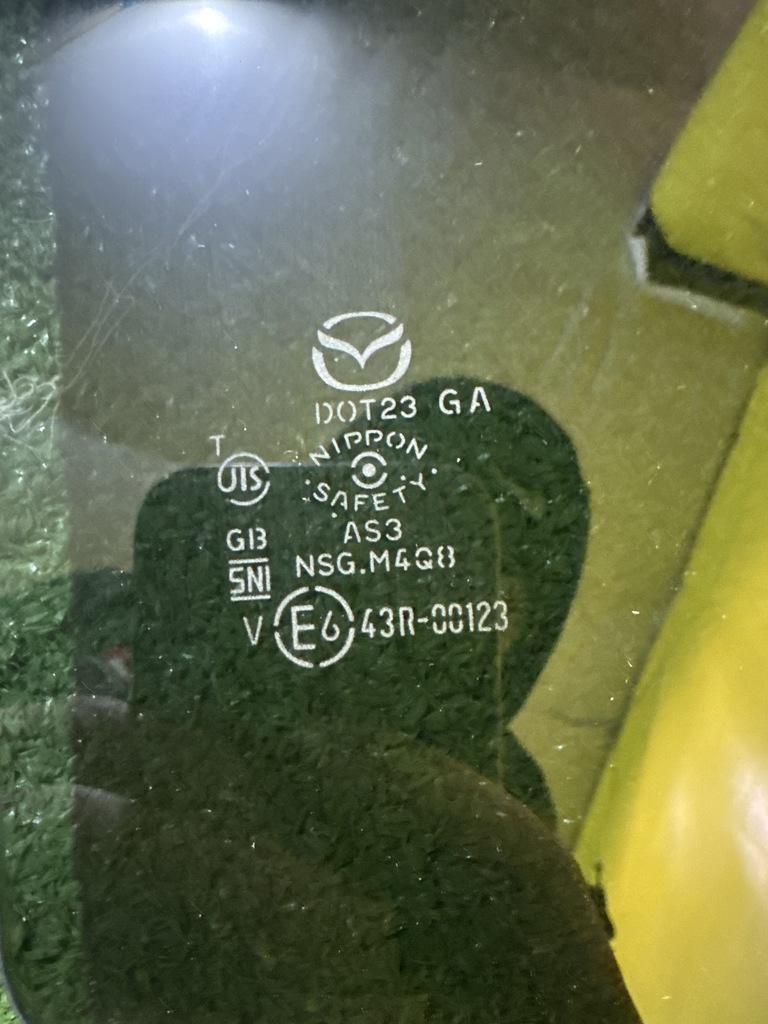 DOT23 GA
NIPPON
SAFETY
T
JIS
AS3
GB
NSG.M4Q8
SNI
V E6 43R-00123